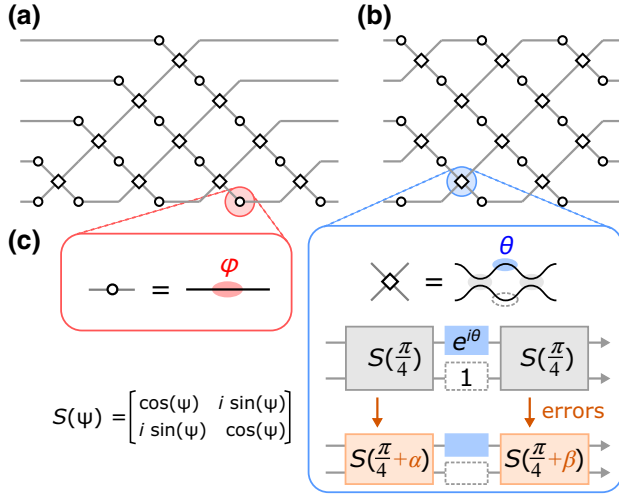 (a)
(b)
(c)
φ
=
θ
=
S(π/4)
e^{iθ}
1
S(π/4)
errors
S(ψ) = [cos(ψ) i sin(ψ)
i sin(ψ) cos(ψ)]
S(π/4+α)
S(π/4+β)